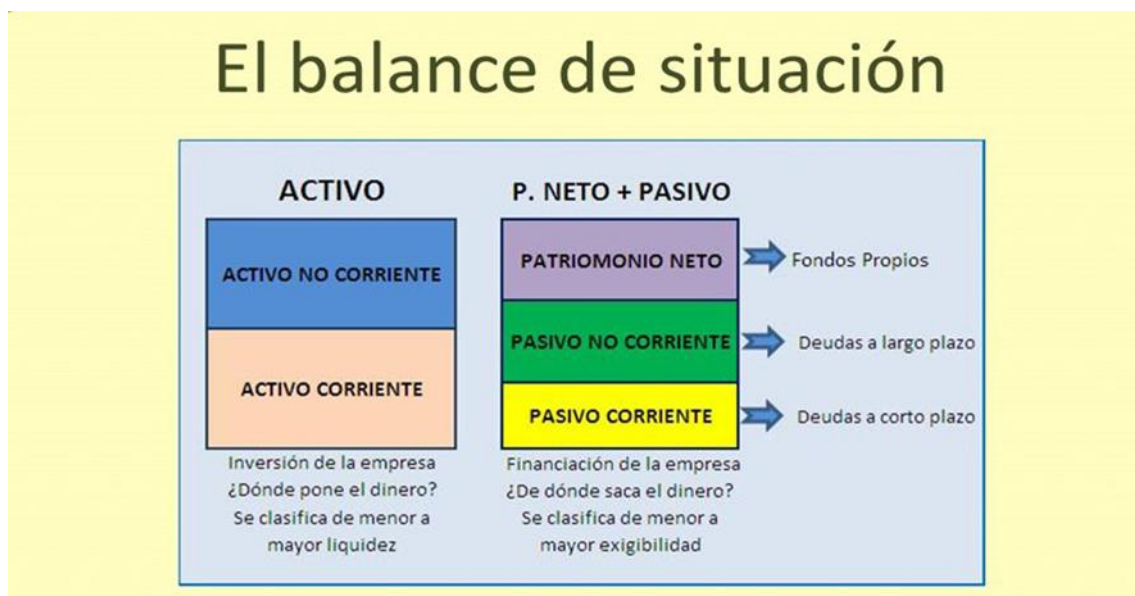 El balance de situación
ACTIVO
ACTIVO NO CORRIENTE
ACTIVO CORRIENTE
Inversión de la empresa
¿Dónde pone el dinero?
Se clasifica de menor a
mayor liquidez
P. NETO + PASIVO
PATRIOMONIO NETO
Fondos Propios
PASIVO NO CORRIENTE
Deudas a largo plazo
PASIVO CORRIENTE
Deudas a corto plazo
Financiación de la empresa
¿De dónde saca el dinero?
Se clasifica de menor a
mayor exigibilidad